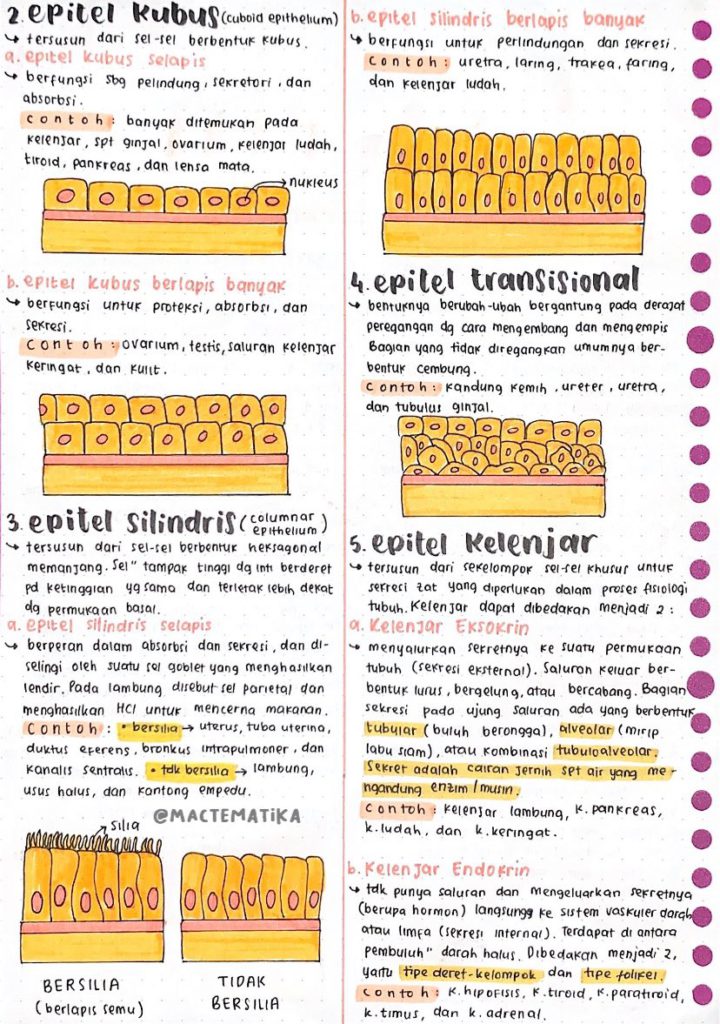 2. epitel kubus (cuboid epithelium)
↳ tersusun dari sel-sel berbentuk kubus.
a. epitel kubus selapis
↳ berfungsi sbg pelindung, sekretori, dan
absorbsi.
contoh: banyak ditemukan pada
kelenjar, spt ginjal, ovarium, kelenjar ludah,
tiroid, pankreas, dan lensa mata.
nukleus
b. epitel kubus berlapis banyak
↳ berfungsi untuk proteksi, absorbsi, dan
sekresi.
contoh: ovarium, testis, saluran kelenjar
keringat, dan kulit.
3. epitel silindris (columnar epithelium)
↳ tersusun dari sel-sel berbentuk heksagonal
memanjang. Sel" tampak tinggi dg inti berderet
pd ketinggian yg sama dan terletak lebih dekat
dg permukaan basal.
a. epitel silindris selapis
↳ berperan dalam absorbsi dan sekresi, dan di-
selingi oleh suatu sel goblet yang menghasilkan
lendir. Pada lambung disebut sel parietal dan
menghasilkan HCl untuk mencerna makanan.
Contoh: • bersilia → uterus, tuba uterina,
duktus eferens, bronkus intrapulmoner, dan
kanalis sentralis. • tdk bersilia → lambung,
usus halus, dan kantong empedu.
@MACTEMATIKA
silia
BERSILIA
(berlapis semu)
TIDAK
BERSILIA
b. epitel silindris berlapis banyak
↳ berfungsi untuk perlindungan dan sekresi.
Contoh: uretra, laring, trakea, faring,
dan kelenjar ludah.
4. epitel transisional
↳ bentuknya berubah-ubah bergantung pada derajat
peregangan dg cara mengembang dan mengempis
Bagian yang tidak diregangkan umumnya ber-
bentuk cembung.
Contoh: kandung kemih, ureter, uretra,
dan tubulus ginjal.
5. epitel Kelenjar
↳ tersusun dari sekelompok sel-sel khusus untuk
sekresi zat yang diperlukan dalam proses fisiologi
tubuh. Kelenjar dapat dibedakan menjadi 2:
a. Kelenjar Eksokrin
↳ menyalurkan sekretnya ke suatu permukaan
tubuh (sekresi eksternal). Saluran keluar ber-
bentuk lurus, bergelung, atau bercabang. Bagian
sekresi pada ujung saluran ada yang berbentuk
tubular (buluh berongga), alveolar (mirip
labu siam), atau kombinasi tubuloalveolar.
Sekret adalah cairan jernih spt air yang me-
ngandung enzim/musin.
Contoh: kelenjar lambung, k. pankreas,
k. ludah, dan k. keringat.
b. Kelenjar Endokrin
↳ tdk punya saluran dan mengeluarkan sekretnya
(berupa hormon) langsung ke sistem vaskuler darah
atau limfa (sekresi internal). Terdapat di antara
pembuluh" darah halus. Dibedakan menjadi 2,
yaitu tipe deret-kelompok dan tipe folikel.
Contoh: k. hipofisis, k. tiroid, k. paratiroid,
k. timus, dan k. adrenal.